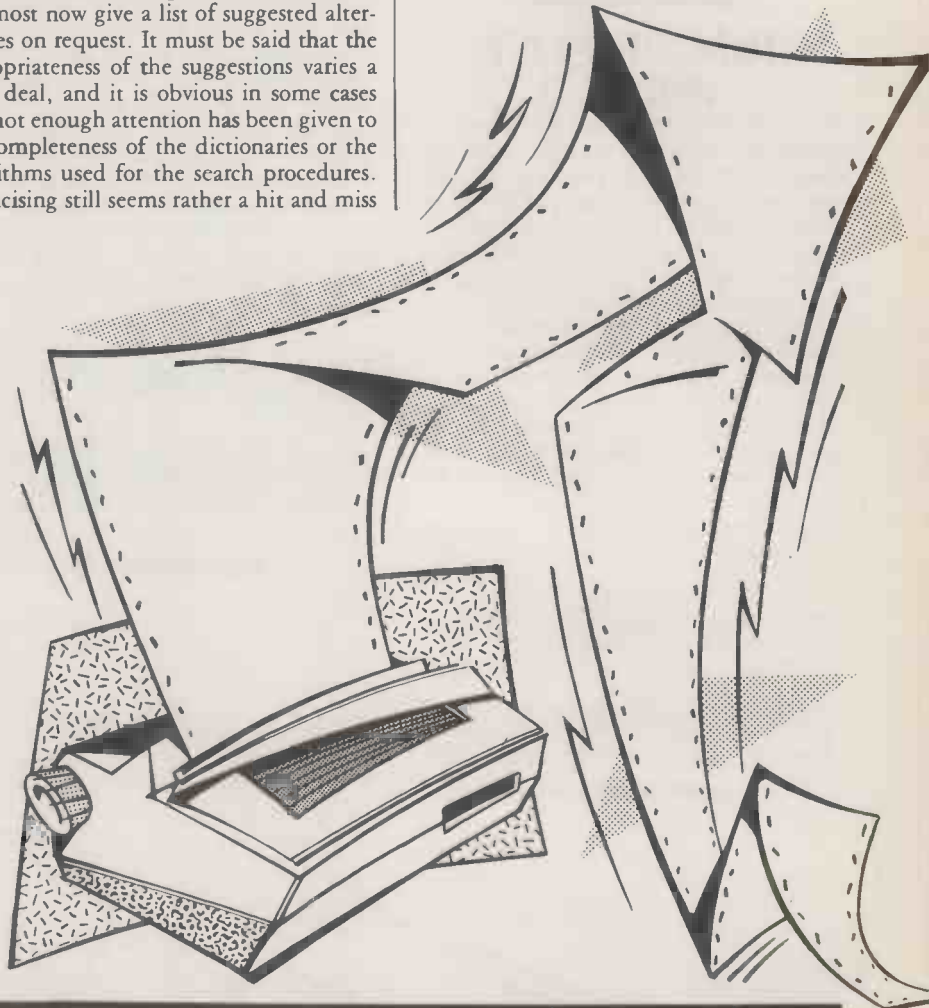 most now give a list of suggested alter-
es on request. It must be said that the
opriateness of the suggestions varies a
deal, and it is obvious in some cases
not enough attention has been given to
ompleteness of the dictionaries or the
ithms used for the search procedures.
cising still seems rather a hit and miss